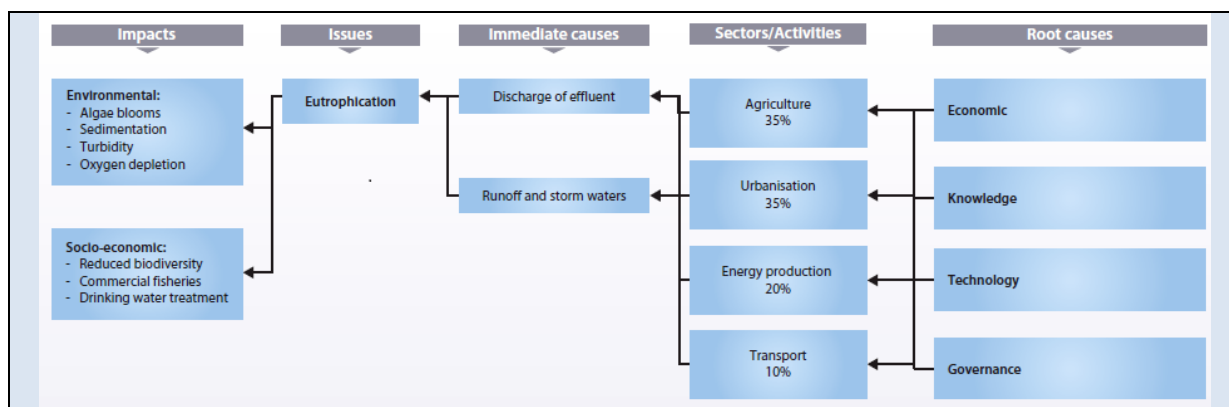 Impacts
Issues
Immediate causes
Sectors/Activities
Root causes
Environmental:
- Algae blooms
- Sedimentation
- Turbidity
- Oxygen depletion
Socio-economic:
- Reduced biodiversity
- Commercial fisheries
- Drinking water treatment
Eutrophication
Discharge of effluent
Runoff and storm waters
Agriculture
35%
Urbanisation
35%
Energy production
20%
Transport
10%
Economic
Knowledge
Technology
Governance